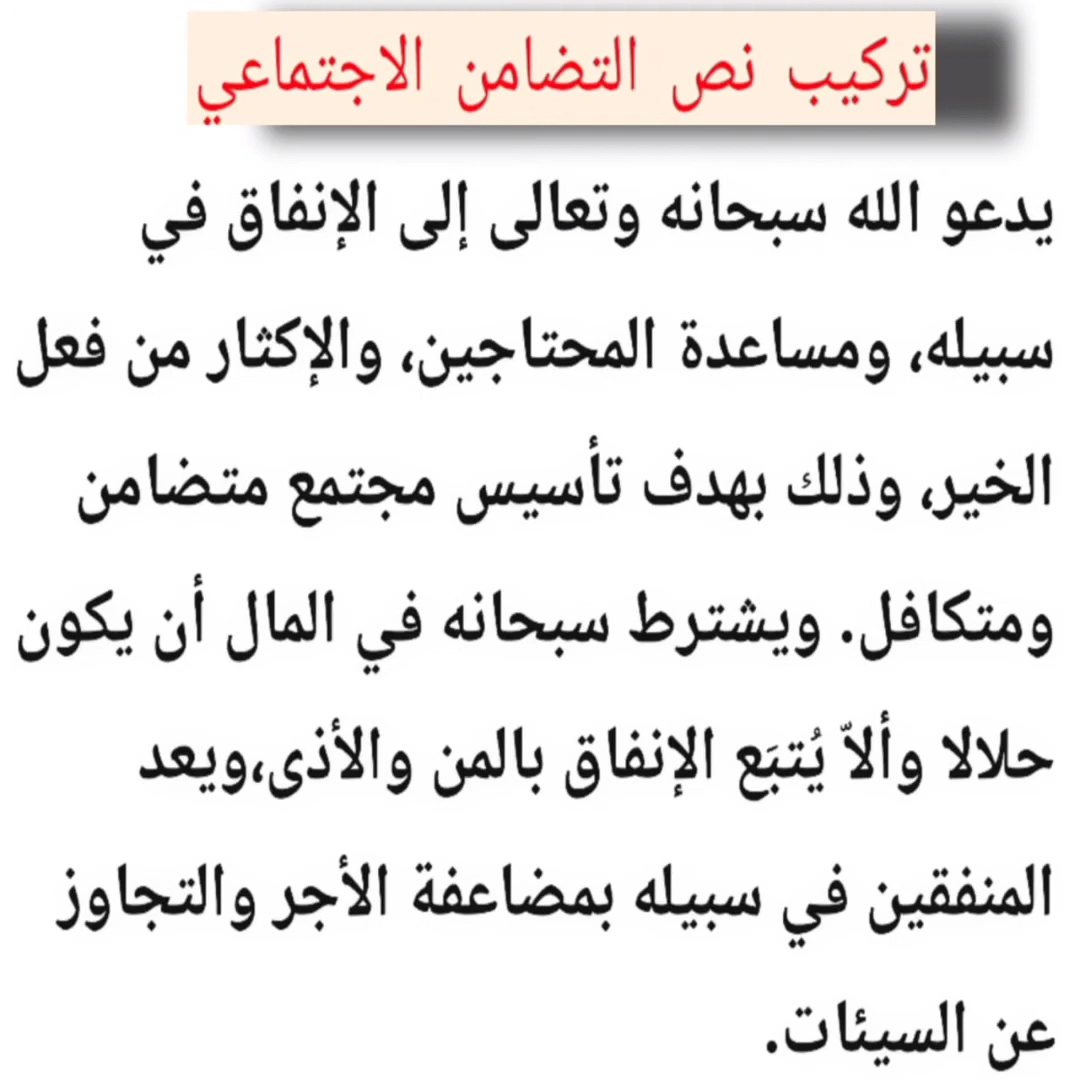 تركيب نص التضامن الاجتماعي
يدعو الله سبحانه وتعالى إلى الإنفاق في
سبيله، ومساعدة المحتاجين، والإكثار من فعل
الخير، وذلك بهدف تأسيس مجتمع متضامن
ومتكافل. ويشترط سبحانه في المال أن يكون
حلالا وألاّ يُتبَع الإنفاق بالمن والأذى،ويعد
المنفقين في سبيله بمضاعفة الأجر والتجاوز
عن السيئات.